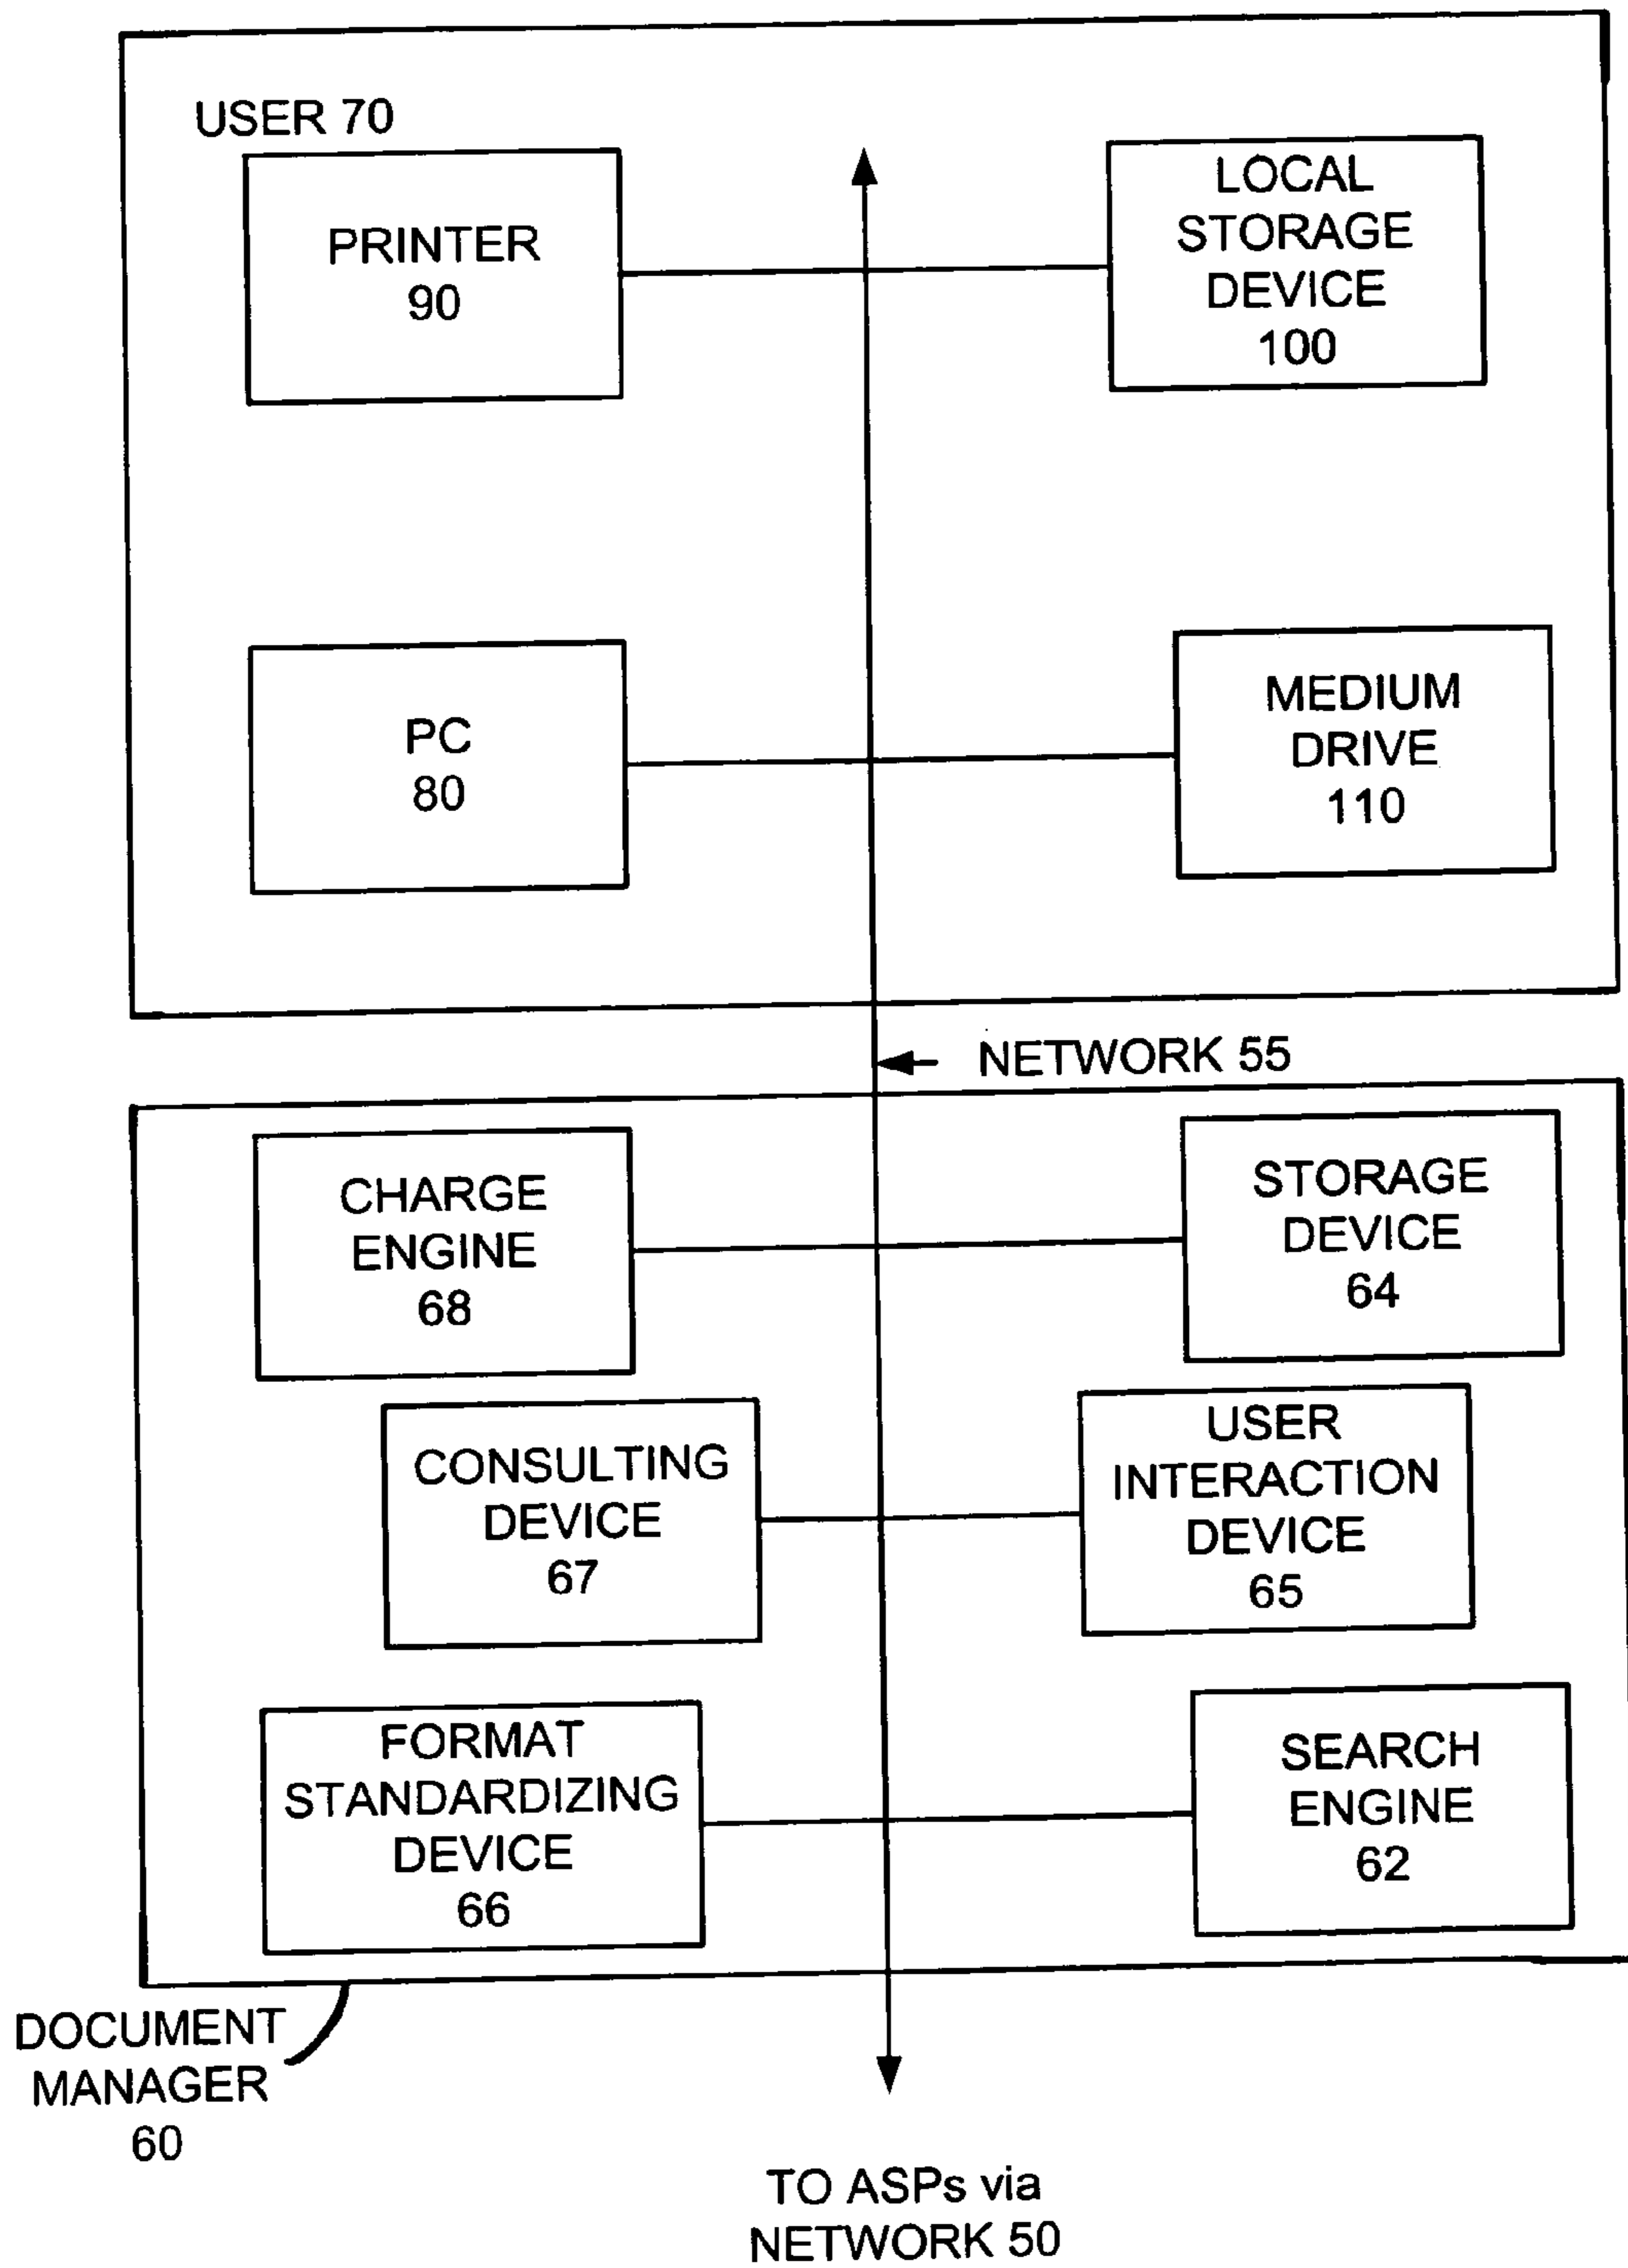 USER 70
PRINTER
90
LOCAL
STORAGE
DEVICE
100
PC
80
MEDIUM
DRIVE
110
NETWORK 55
CHARGE
ENGINE
68
STORAGE
DEVICE
64
CONSULTING
DEVICE
67
USER
INTERACTION
DEVICE
65
FORMAT
STANDARDIZING
DEVICE
66
SEARCH
ENGINE
62
DOCUMENT
MANAGER
60
TO ASPs via
NETWORK 50